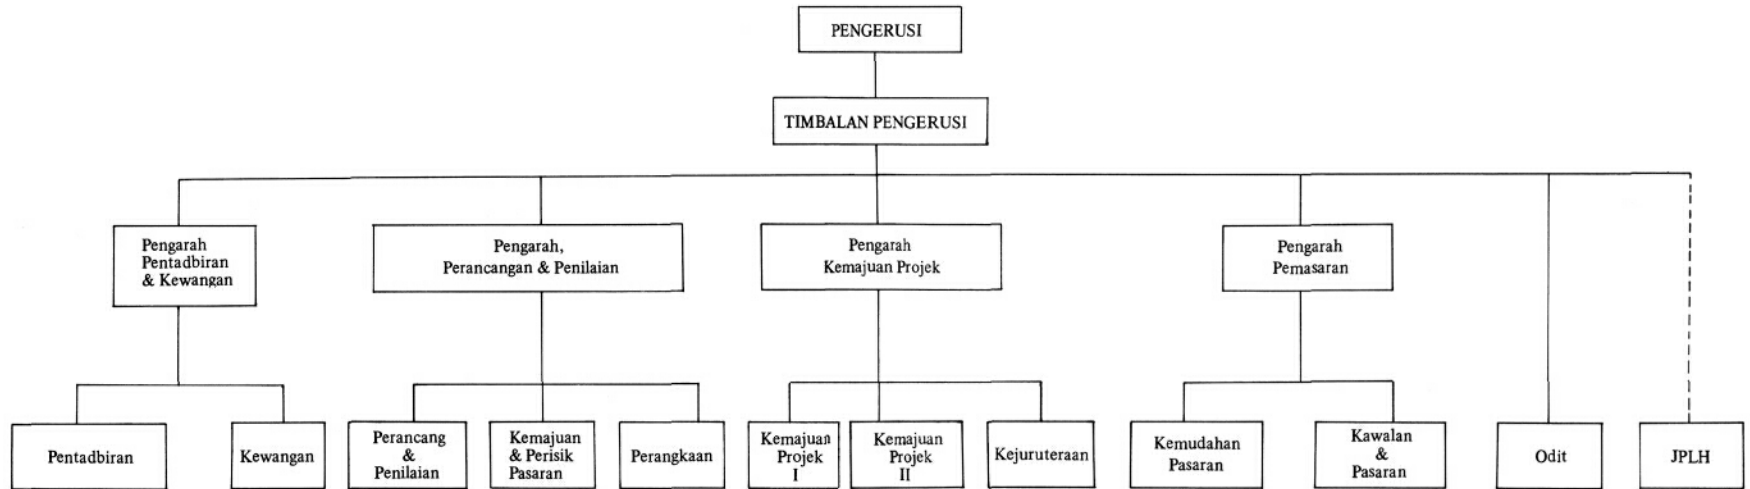 PENGERUSI
TIMBALAN PENGERUSI
Pengarah
Pentadbiran
& Kewangan
Pengarah,
Perancangan & Penilaian
Pengarah
Kemajuan Projek
Pengarah
Pemasaran
Pentadbiran
Kewangan
Perancang
&
Penilaian
Kemajuan
& Perisik
Pasaran
Perangkaan
Kemajuan
Projek
I
Kemajuan
Projek
II
Kejuruteraan
Kemudahan
Pasaran
Kawalan
&
Pasaran
Odit
JPLH